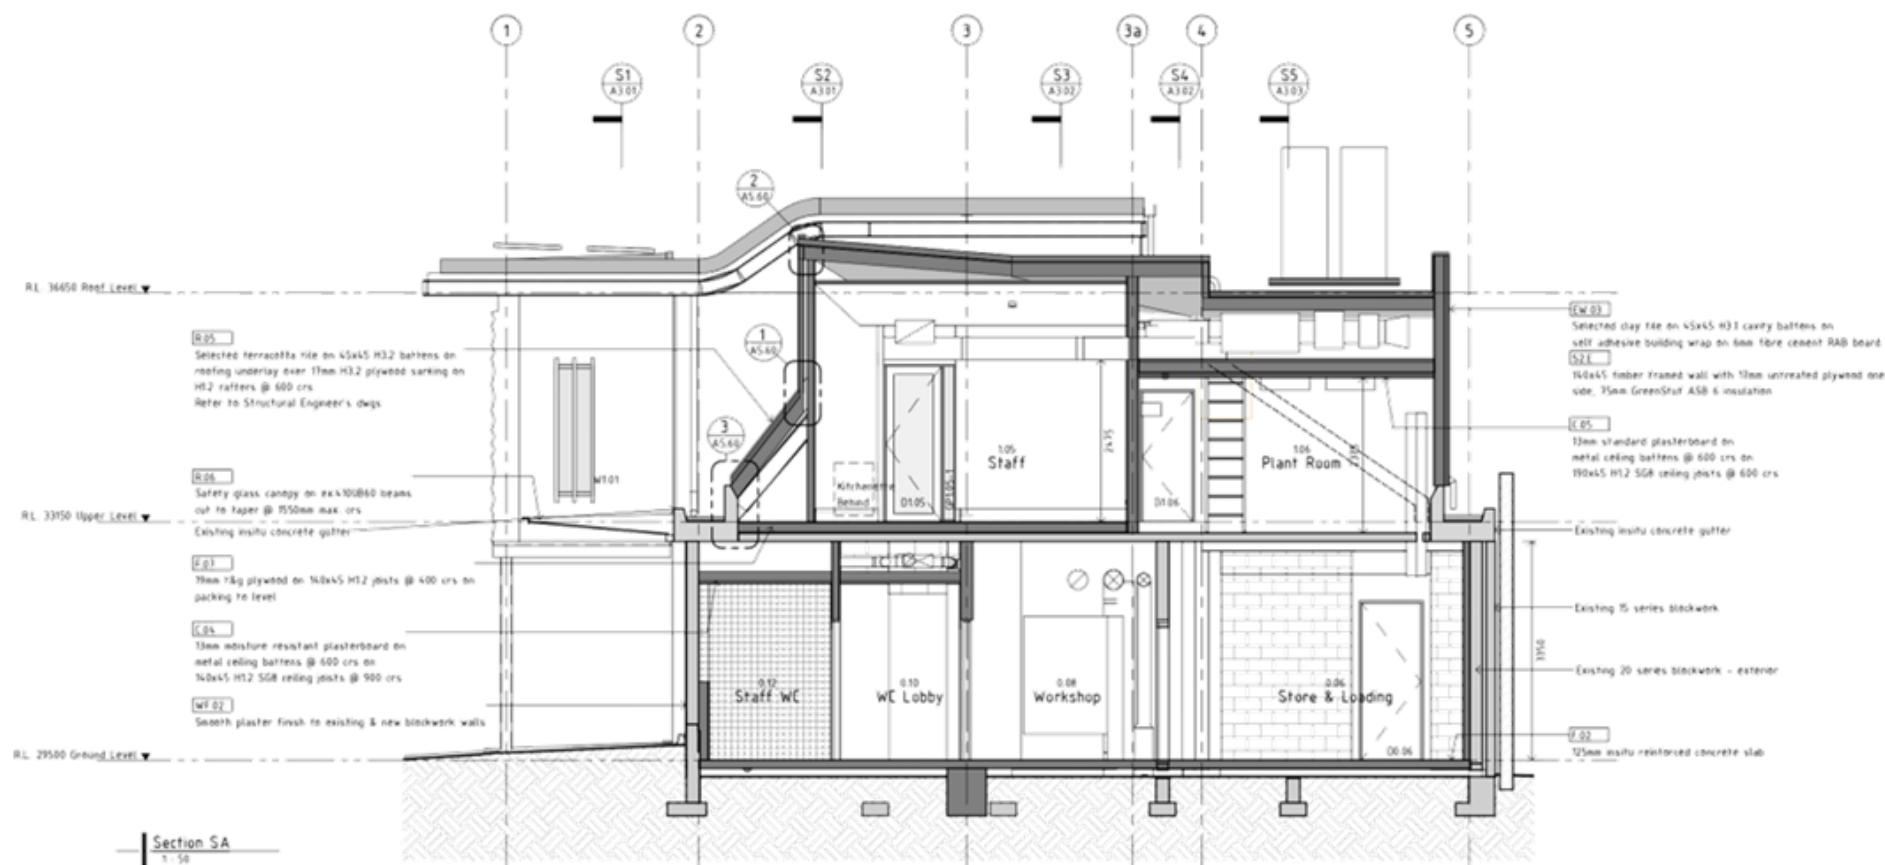 1
2
3
3a
4
5
S1
A3.01
S2
A3.01
S3
A3.02
S4
A3.02
S5
A3.03
2
A5.60
R.L. 36650 Roof Level
R.05
Selected terracotta tile on 45x45 H3.2 battens on
roofing underlay over 17mm H3.2 plywood sarking on
H1.2 rafters @ 600 crs
Refer to Structural Engineer's dwgs
1
A5.60
3
A5.60
R.06
Safety glass canopy on ex 410UB60 beams
cut to taper @ 1550mm max. crs
R.L. 33150 Upper Level
Existing insitu concrete gutter
F.03
19mm t&g plywood on 140x45 H1.2 joists @ 400 crs on
packing to level
C.04
13mm moisture resistant plasterboard on
metal ceiling battens @ 600 crs on
140x45 H1.2 SG8 ceiling joists @ 900 crs
WF.02
Smooth plaster finish to existing & new blockwork walls
R.L. 29500 Ground Level
W1.01
Kitchenette
Behind
D1.05
1.05
Staff
2475
D1.06
1.06
Plant Room
0.12
Staff WC
0.10
WC Lobby
0.08
Workshop
0.06
Store & Loading
D0.06
3350
EW.03
Selected clay tile on 45x45 H3.1 cavity battens on
self adhesive building wrap on 6mm fibre cement RAB board
S2.E
140x45 timber framed wall with 12mm untreated plywood one
side, 75mm GreenStuf ASB 6 insulation
C.05
13mm standard plasterboard on
metal ceiling battens @ 600 crs on
190x45 H1.2 SG8 ceiling joists @ 600 crs
Existing insitu concrete gutter
Existing 15 series blockwork
Existing 20 series blockwork - exterior
F.02
125mm insitu reinforced concrete slab
Section SA
1 : 50